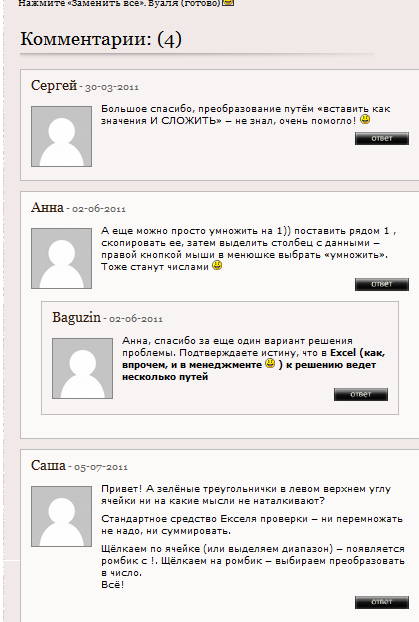 Нажмите «Заменить все». Вуаля (готово)
Комментарии: (4)
Сергей - 30-03-2011
Большое спасибо, преобразование путём «вставить как
значения И СЛОЖИТЬ» – не знал, очень помогло!
ответ
Анна - 02-06-2011
А еще можно просто умножить на 1)) поставить рядом 1 ,
скопировать ее, затем выделить столбец с данными –
правой кнопкой мыши в менюшке выбрать «умножить».
Тоже станут числами
ответ
Baguzin - 02-06-2011
Анна, спасибо за еще один вариант решения
проблемы. Подтверждаете истину, что в Excel (как,
впрочем, и в менеджменте ) к решению ведет
несколько путей
ответ
Саша - 05-07-2011
Привет! А зелёные треугольнички в левом верхнем углу
ячейки ни на какие мысли не наталкивают?
Стандартное средство Екселя проверки – ни перемножать
не надо, ни суммировать.
Щёлкаем по ячейке (или выделяем диапазон) – появляется
ромбик с !. Щёлкаем на ромбик – выбираем преобразовать
в число.
Всё!
ответ